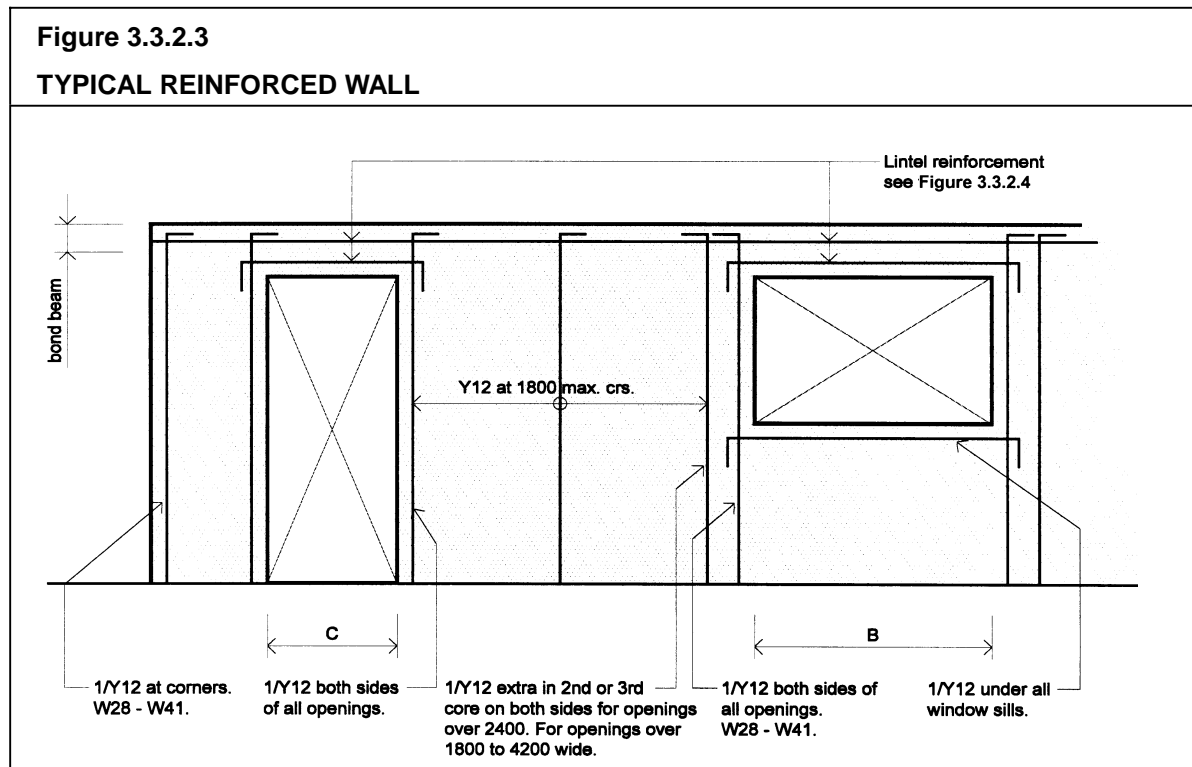 Figure 3.3.2.3
TYPICAL REINFORCED WALL
Lintel reinforcement
see Figure 3.3.2.4
bond beam
Y12 at 1800 max. crs.
C
B
1/Y12 at corners.
W28 - W41.
1/Y12 both sides
of all openings.
1/Y12 extra in 2nd or 3rd
core on both sides for openings
over 2400. For openings over
1800 to 4200 wide.
1/Y12 both sides of
all openings.
W28 - W41.
1/Y12 under all
window sills.